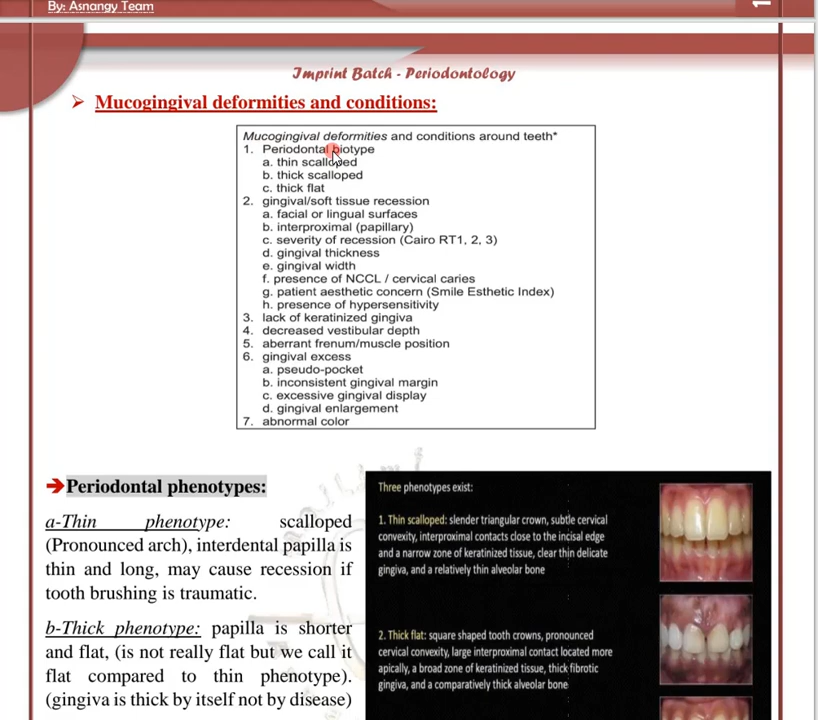 By: Asnangy Team
1
Imprint Batch - Periodontology
➢ Mucogingival deformities and conditions:
Mucogingival deformities and conditions around teeth*
1. Periodontal biotype
a. thin scalloped
b. thick scalloped
c. thick flat
2. gingival/soft tissue recession
a. facial or lingual surfaces
b. interproximal (papillary)
c. severity of recession (Cairo RT1, 2, 3)
d. gingival thickness
e. gingival width
f. presence of NCCL / cervical caries
g. patient aesthetic concern (Smile Esthetic Index)
h. presence of hypersensitivity
3. lack of keratinized gingiva
4. decreased vestibular depth
5. aberrant frenum/muscle position
6. gingival excess
a. pseudo-pocket
b. inconsistent gingival margin
c. excessive gingival display
d. gingival enlargement
7. abnormal color
➔Periodontal phenotypes:
a-Thin phenotype: scalloped
(Pronounced arch), interdental papilla is
thin and long, may cause recession if
tooth brushing is traumatic.
b-Thick phenotype: papilla is shorter
and flat, (is not really flat but we call it
flat compared to thin phenotype).
(gingiva is thick by itself not by disease)
Three phenotypes exist:
1. Thin scalloped: slender triangular crown, subtle cervical
convexity, interproximal contacts close to the incisal edge
and a narrow zone of keratinized tissue, clear thin delicate
gingiva, and a relatively thin alveolar bone
2. Thick flat: square shaped tooth crowns, pronounced
cervical convexity, large interproximal contact located more
apically, a broad zone of keratinized tissue, thick fibrotic
gingiva, and a comparatively thick alveolar bone